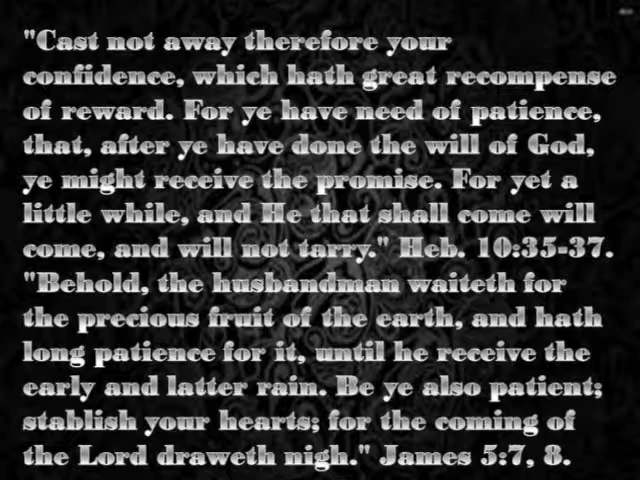 "Cast not away therefore your
confidence, which hath great recompense
of reward. For ye have need of patience,
that, after ye have done the will of God,
ye might receive the promise. For yet a
little while, and He that shall come will
come, and will not tarry." Heb. 10:35-37.
"Behold, the husbandman waiteth for
the precious fruit of the earth, and hath
long patience for it, until he receive the
early and latter rain. Be ye also patient;
stablish your hearts; for the coming of
the Lord draweth nigh." James 5:7, 8.